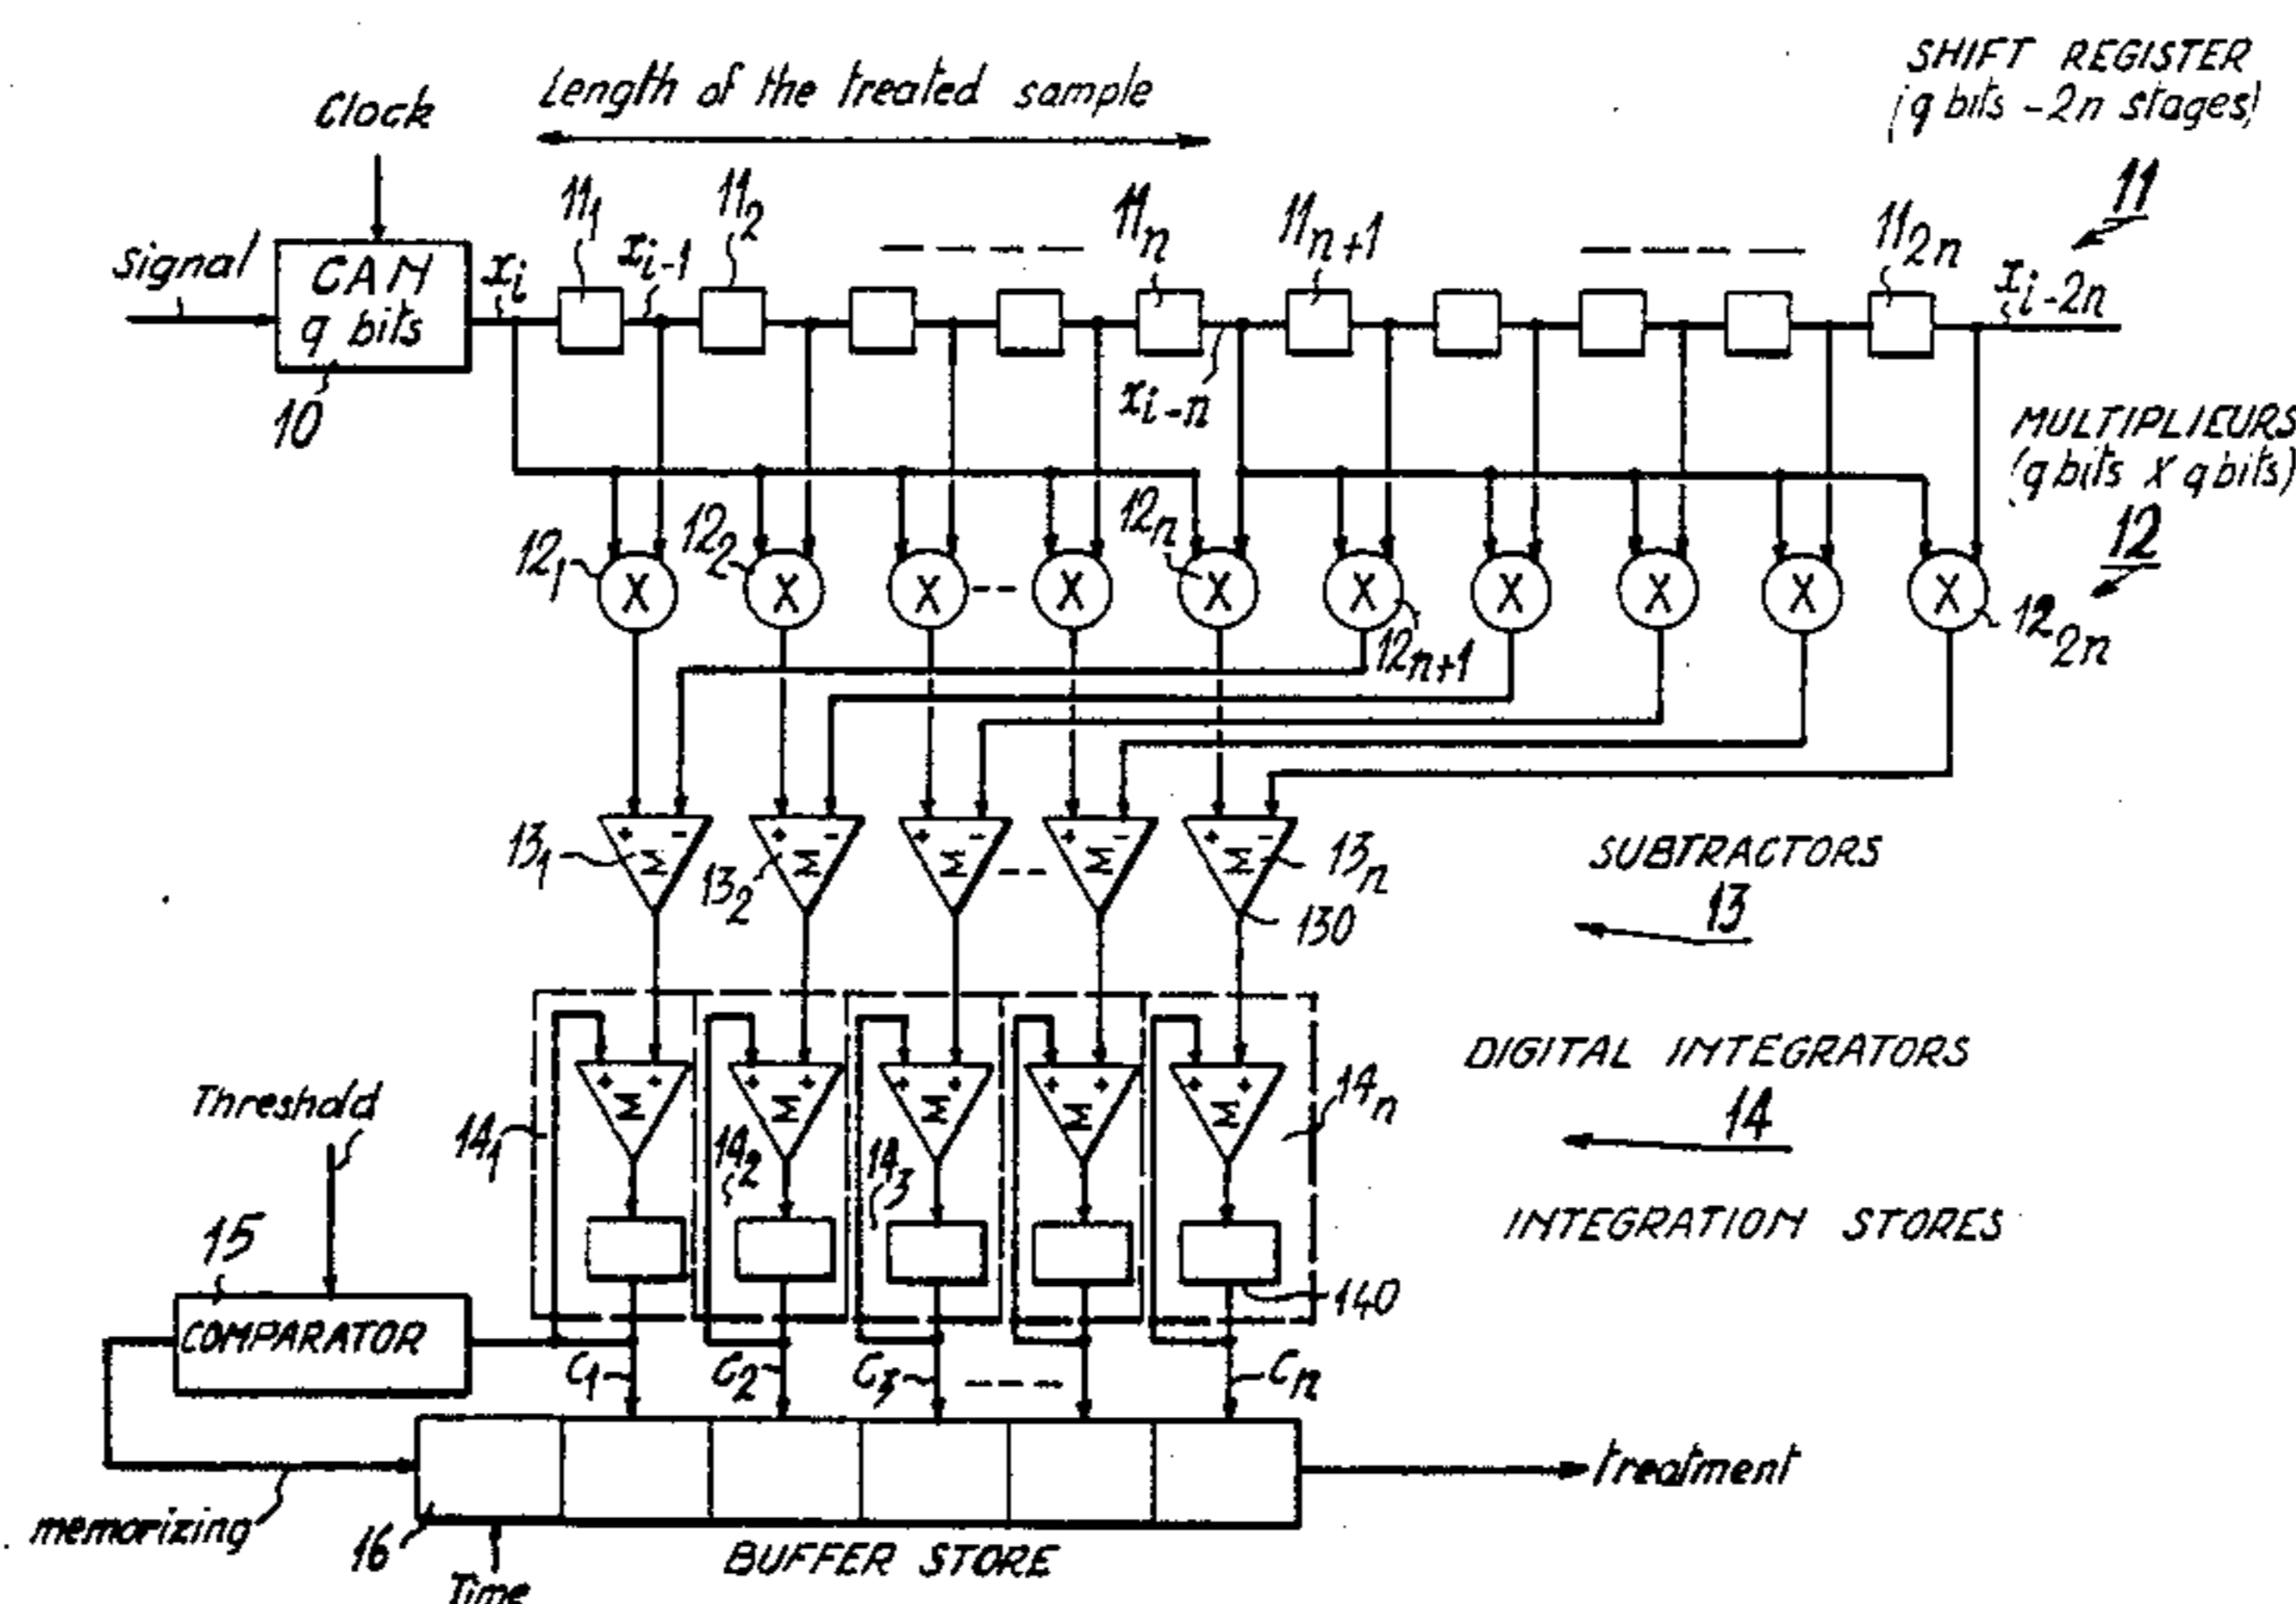 SHIFT REGISTER
(q bits - 2n stages)
11
Length of the treated sample
Clock
signal
CAM
q bits
10
xi
11₁
xi-1
11₂
11n
11n+1
11₂n
xi-2n
xi-n
MULTIPLIEURS
(q bits X q bits)
12
12₁
X
12₂
X
X
X
12n
X
X
12n+1
X
X
X
X
12₂n
13₁
+ -
Σ
13₂
+ -
Σ
+ -
Σ
+ -
Σ
+ -
Σ
13n
130
SUBTRACTORS
13
DIGITAL INTEGRATORS
14
INTEGRATION STORES
Threshold
14₁
+ +
Σ
14₂
+ +
Σ
14₃
+ +
Σ
+ +
Σ
+ +
Σ
14n
140
15
COMPARATOR
C₁
C₂
C₃
Cn
memorizing
16
Time
BUFFER STORE
treatment